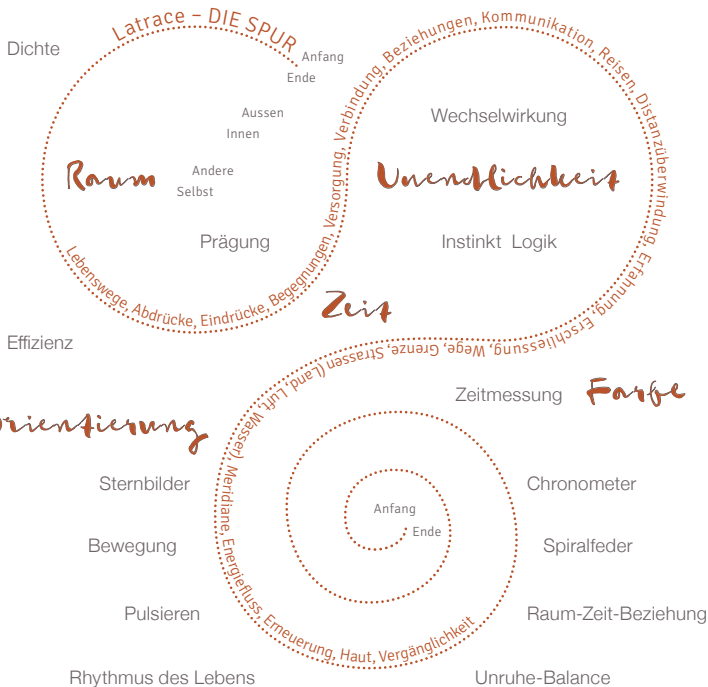 Latrace – DIE SPUR
Anfang
Ende
Dichte
Aussen
Innen
Wechselwirkung
Raum
Andere
Selbst
Unendlichkeit
Prägung
Instinkt Logik
Lebenswege, Abdrücke, Eindrücke, Begegnungen, Versorgung, Verbindung, Beziehungen, Kommunikation, Reisen, Distanzüberwindung, Erfahrung, Erschliessung, Wege, Grenze, Strassen (Land, Luft, Wasser), Meridiane, Energiefluss, Erneuerung, Haut, Vergänglichkeit
Zeit
Effizienz
Zeitmessung
Farbe
rientierung
Sternbilder
Chronometer
Anfang
Ende
Bewegung
Spiralfeder
Pulsieren
Raum-Zeit-Beziehung
Rhythmus des Lebens
Unruhe-Balance